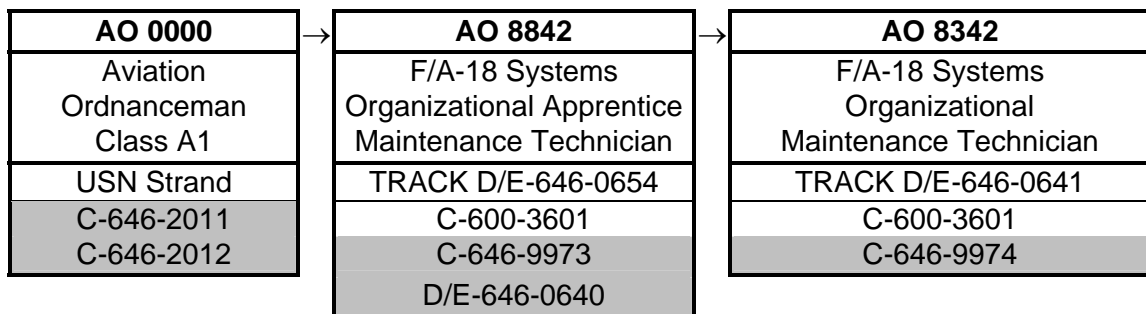 AO 0000
Aviation
Ordnanceman
Class A1
USN Strand
C-646-2011
C-646-2012
→
AO 8842
F/A-18 Systems
Organizational Apprentice
Maintenance Technician
TRACK D/E-646-0654
C-600-3601
C-646-9973
D/E-646-0640
→
AO 8342
F/A-18 Systems
Organizational
Maintenance Technician
TRACK D/E-646-0641
C-600-3601
C-646-9974